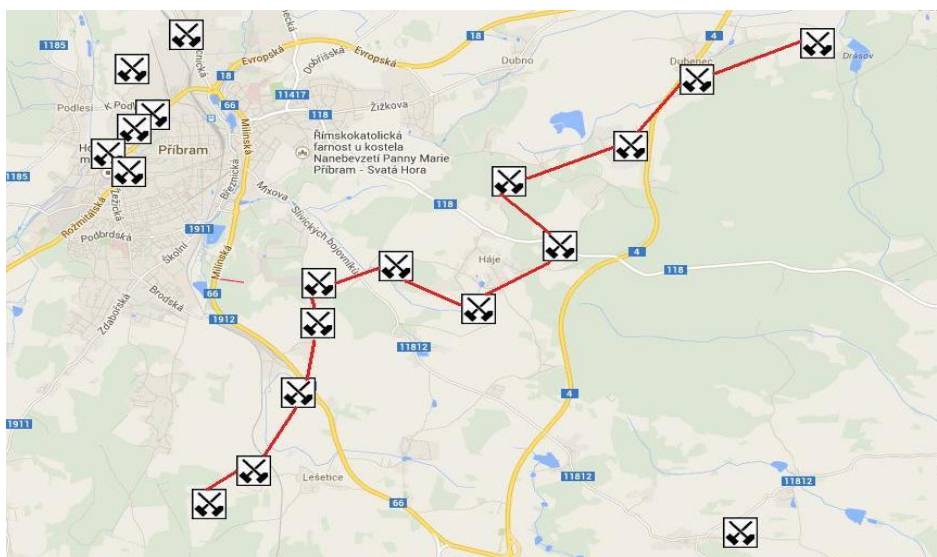 1185
18
4
Evropská
Dobříšská
Evropská
Dubno
Dubenec
Drásov
18
11417
66
Podlesí
K Podl
Žižkova
118
Milínská
Římskokatolická
farnost u kostela
Nanebevzetí Panny Marie
Příbram - Svatá Hora
Příbram
Březnická
1185
Žežická
Rožmitálská
Mrxova
Slivických bojovníků
118
1911
Podbrdská
Školní
Milínská
Háje
4
118
66
Brodská
Zdabořská
1912
11812
4
1911
Lešetice
11812
11812
66